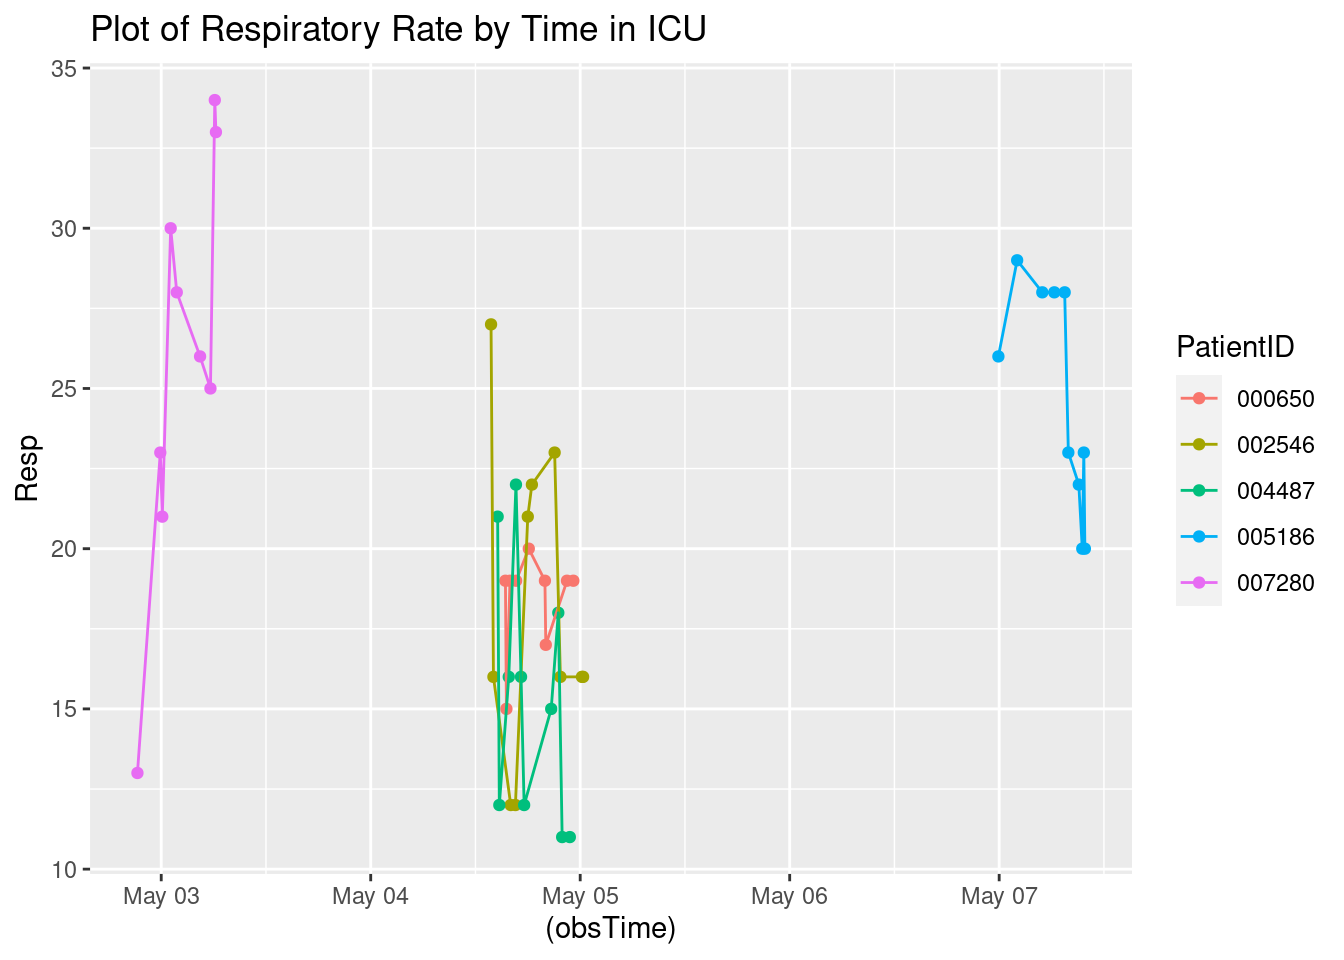 Plot of Respiratory Rate by Time in ICU
35
30
25
20
15
10
Resp
May 03
May 04
May 05
May 06
May 07
(obsTime)
PatientID
000650
002546
004487
005186
007280